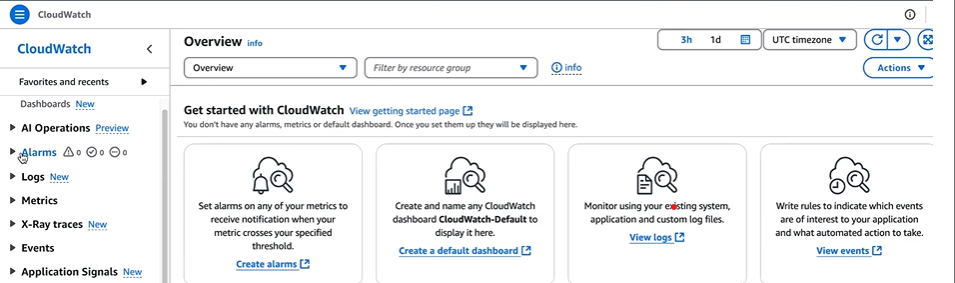 CloudWatch
CloudWatch
Favorites and recents
Dashboards New
AI Operations Preview
Alarms 0 0 0
Logs New
Metrics
X-Ray traces New
Events
Application Signals New
Overview info
3h 1d UTC timezone
Overview
Filter by resource group
info
Actions
Get started with CloudWatch View getting started page
You don't have any alarms, metrics or default dashboard. Once you set them up they will be displayed here.
Set alarms on any of your metrics to
receive notification when your
metric crosses your specified
threshold.
Create alarms
Create and name any CloudWatch
dashboard CloudWatch-Default to
display it here.
Create a default dashboard
Monitor using your existing system,
application and custom log files.
View logs
Write rules to indicate which events
are of interest to your application
and what automated action to take.
View events